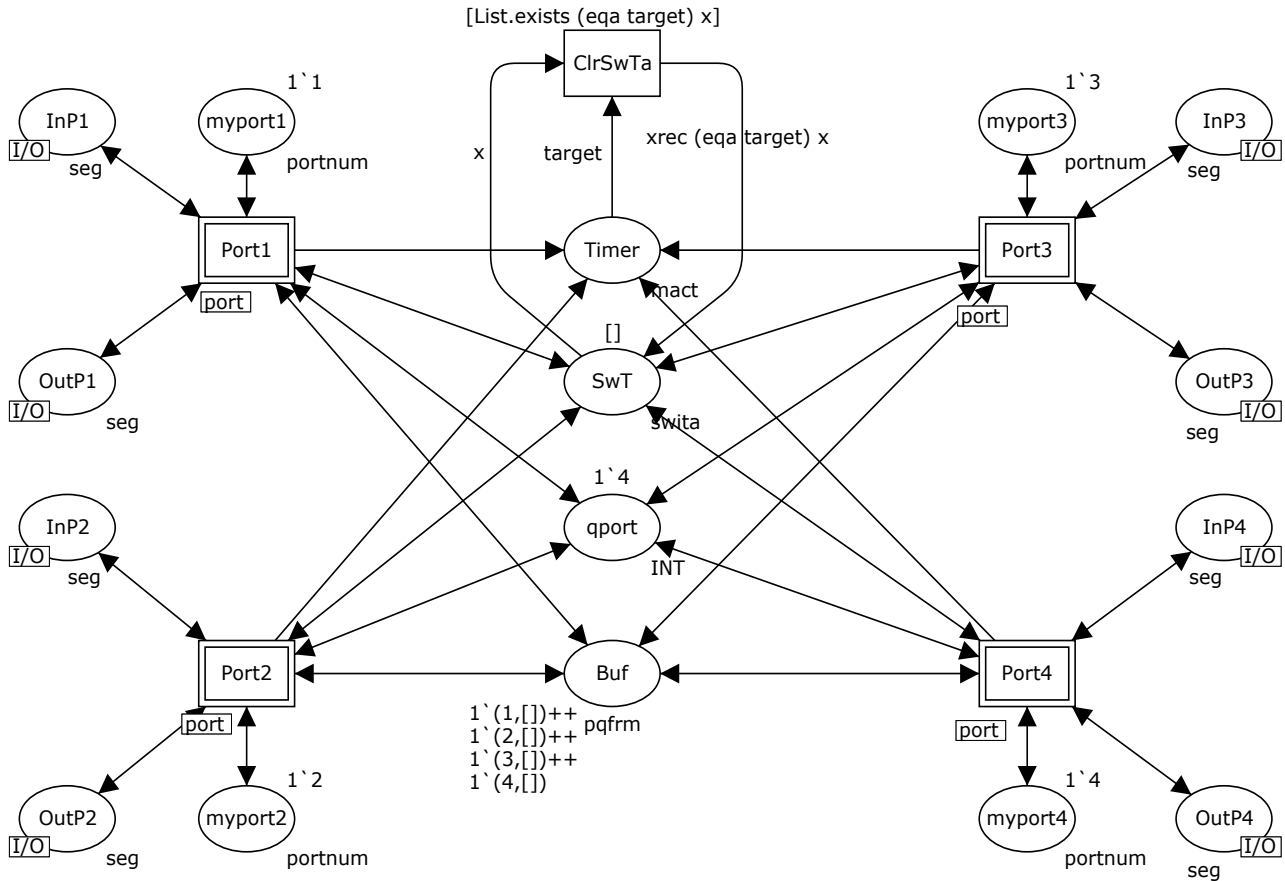 [List.exists (eqa target) x]
ClrSwTa
1`1
1`3
InP1
myport1
myport3
InP3
I/O
I/O
x
target
xrec (eqa target) x
seg
portnum
portnum
seg
Port1
Timer
Port3
port
mact
port
[]
OutP1
SwT
OutP3
I/O
I/O
seg
swita
seg
1`4
InP2
qport
InP4
I/O
I/O
seg
INT
seg
Port2
Buf
Port4
port
1`(1,[])++
pqfrm
port
1`(2,[])++
1`(3,[])++
1`(4,[])
1`2
1`4
OutP2
myport2
myport4
OutP4
I/O
I/O
seg
portnum
portnum
seg